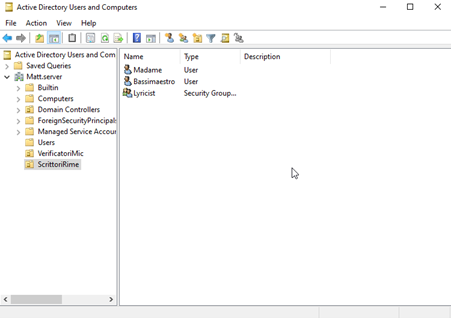 Active Directory Users and Computers
File Action View Help
Active Directory Users and Com
Saved Queries
Matt.server
Builtin
Computers
Domain Controllers
ForeignSecurityPrincipals
Managed Service Accou
Users
VerificatoriMic
ScrittoriRime
Name Type Description
Madame User
Bassimaestro User
Lyricist Security Group...